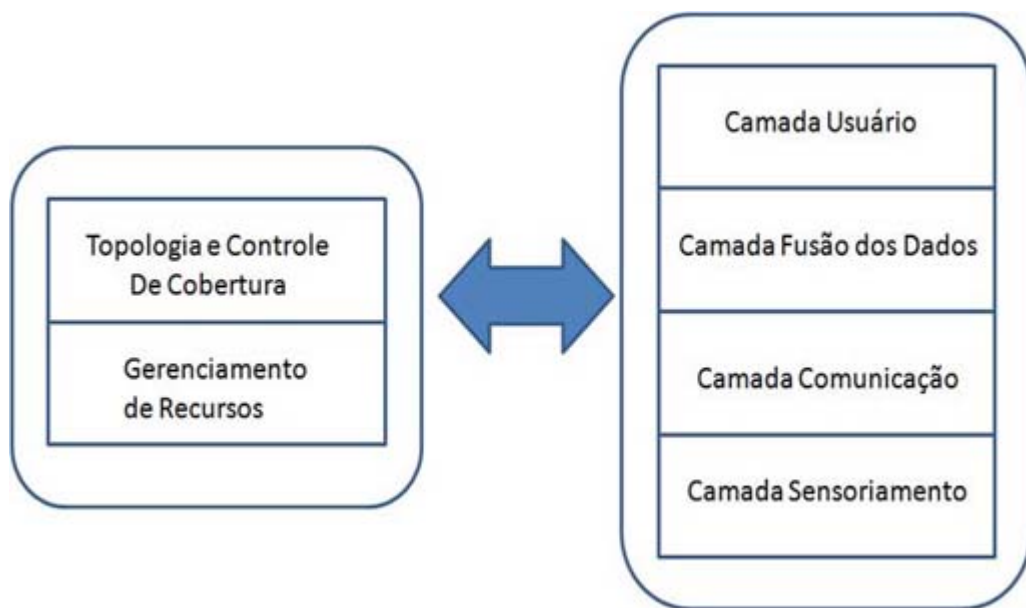 Topologia e Controle
De Cobertura
Gerenciamento
de Recursos
Camada Usuário
Camada Fusão dos Dados
Camada Comunicação
Camada Sensoriamento